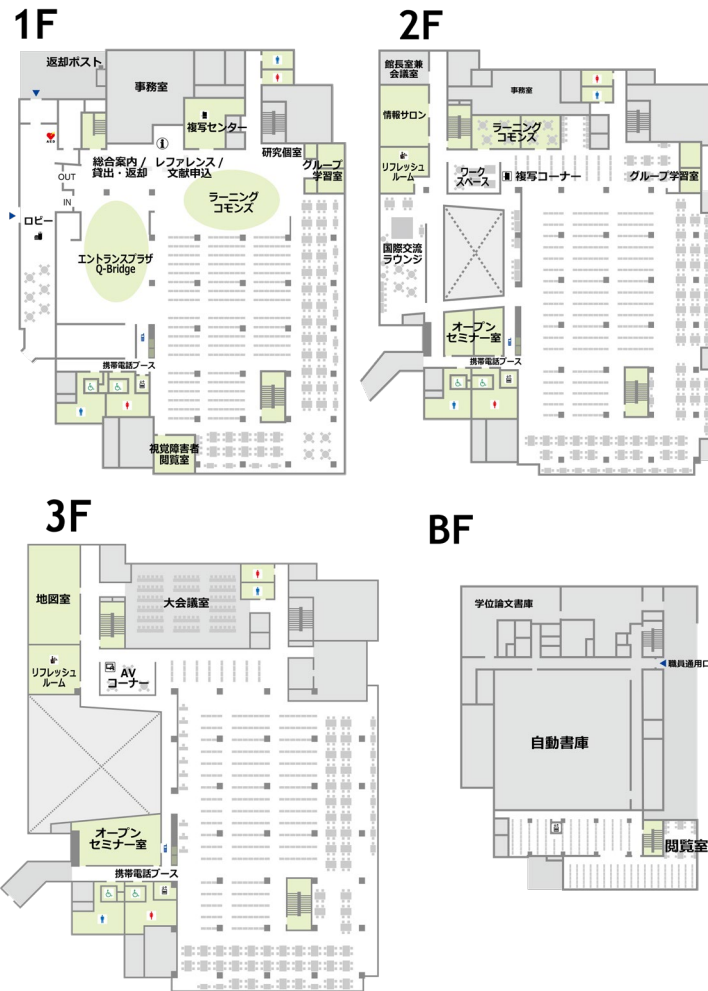 1F
返却ポスト
事務室
複写センター
総合案内 /
貸出・返却
レファレンス /
文献申込
研究個室
グループ
学習室
OUT
IN
ロビー
ラーニング
コモンズ
エントランスプラザ
Q-Bridge
携帯電話ブース
視覚障害者
閲覧室
2F
館長室兼
会議室
事務室
情報サロン
ラーニング
コモンズ
リフレッシュ
ルーム
ワーク
スペース
複写コーナー
グループ学習室
国際交流
ラウンジ
オープン
セミナー室
携帯電話ブース
3F
地図室
大会議室
リフレッシュ
ルーム
AV
コーナー
オープン
セミナー室
携帯電話ブース
BF
学位論文書庫
職員通用口
自動書庫
閲覧室